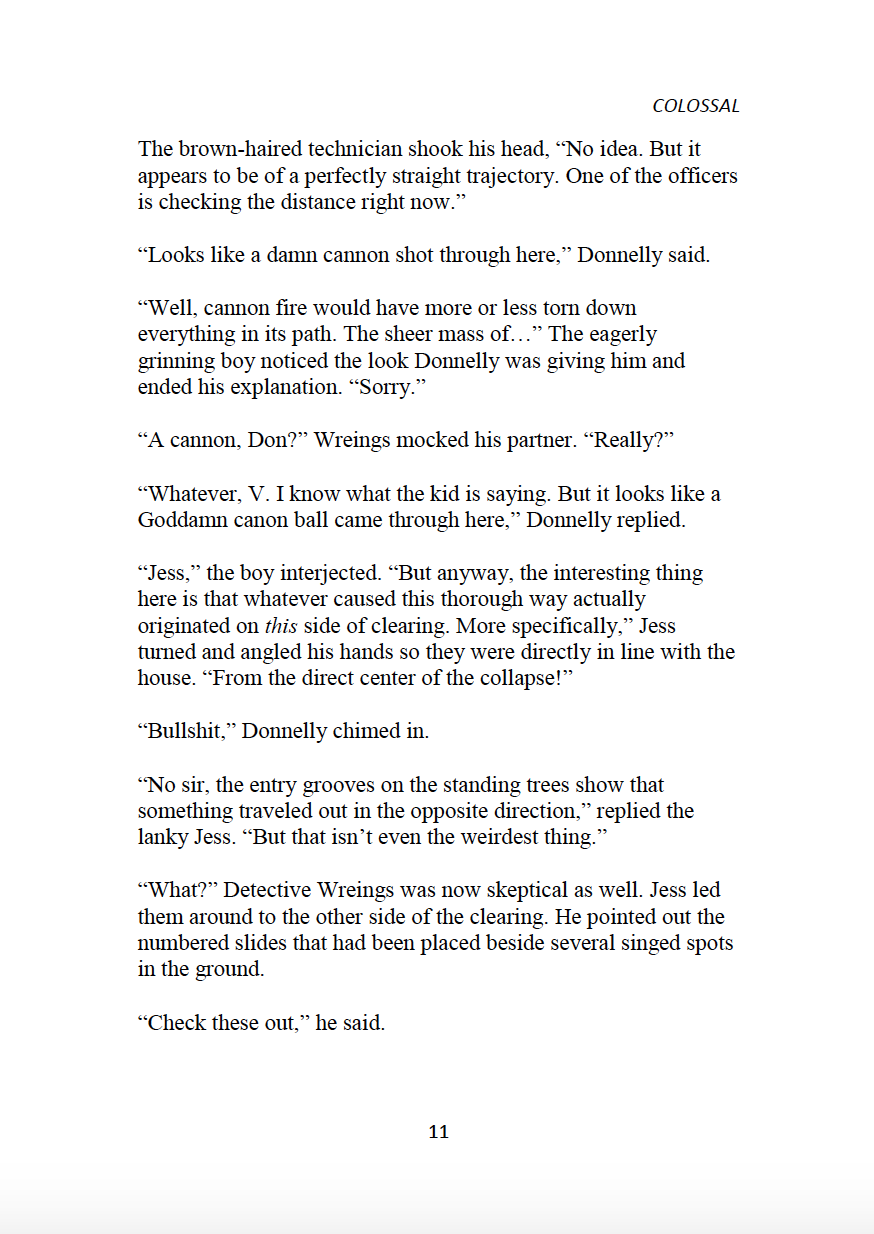 COLOSSAL
The brown-haired technician shook his head, “No idea. But it
appears to be of a perfectly straight trajectory. One of the officers
is checking the distance right now.”
“Looks like a damn cannon shot through here,” Donnelly said.
“Well, cannon fire would have more or less torn down
everything in its path. The sheer mass of…” The eagerly
grinning boy noticed the look Donnelly was giving him and
ended his explanation. “Sorry.”
“A cannon, Don?” Wreings mocked his partner. “Really?”
“Whatever, V. I know what the kid is saying. But it looks like a
Goddamn canon ball came through here,” Donnelly replied.
“Jess,” the boy interjected. “But anyway, the interesting thing
here is that whatever caused this thorough way actually
originated on this side of clearing. More specifically,” Jess
turned and angled his hands so they were directly in line with the
house. “From the direct center of the collapse!”
“Bullshit,” Donnelly chimed in.
“No sir, the entry grooves on the standing trees show that
something traveled out in the opposite direction,” replied the
lanky Jess. “But that isn’t even the weirdest thing.”
“What?” Detective Wreings was now skeptical as well. Jess led
them around to the other side of the clearing. He pointed out the
numbered slides that had been placed beside several singed spots
in the ground.
“Check these out,” he said.
11